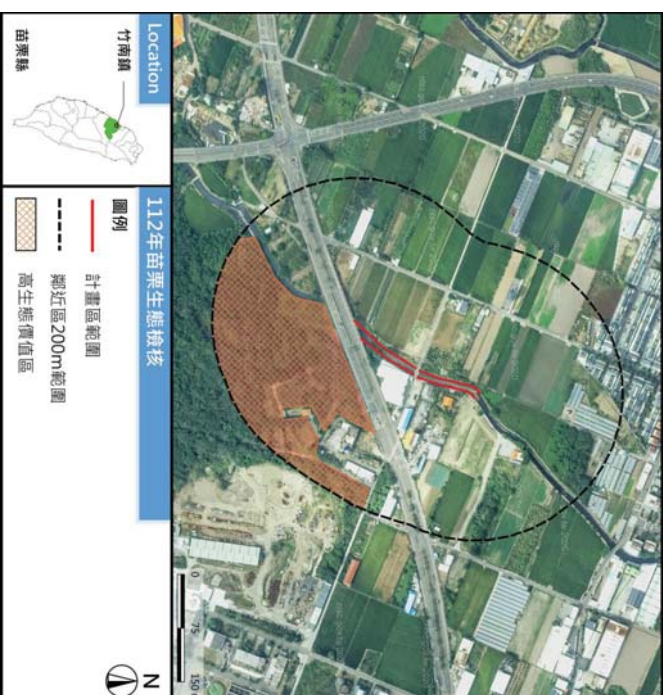 Location
竹南鎮
苗栗縣
112年苗栗生態檢核
圖例
計畫區範圍
鄰近區200m範圍
高生態價值區
0 75 150
N